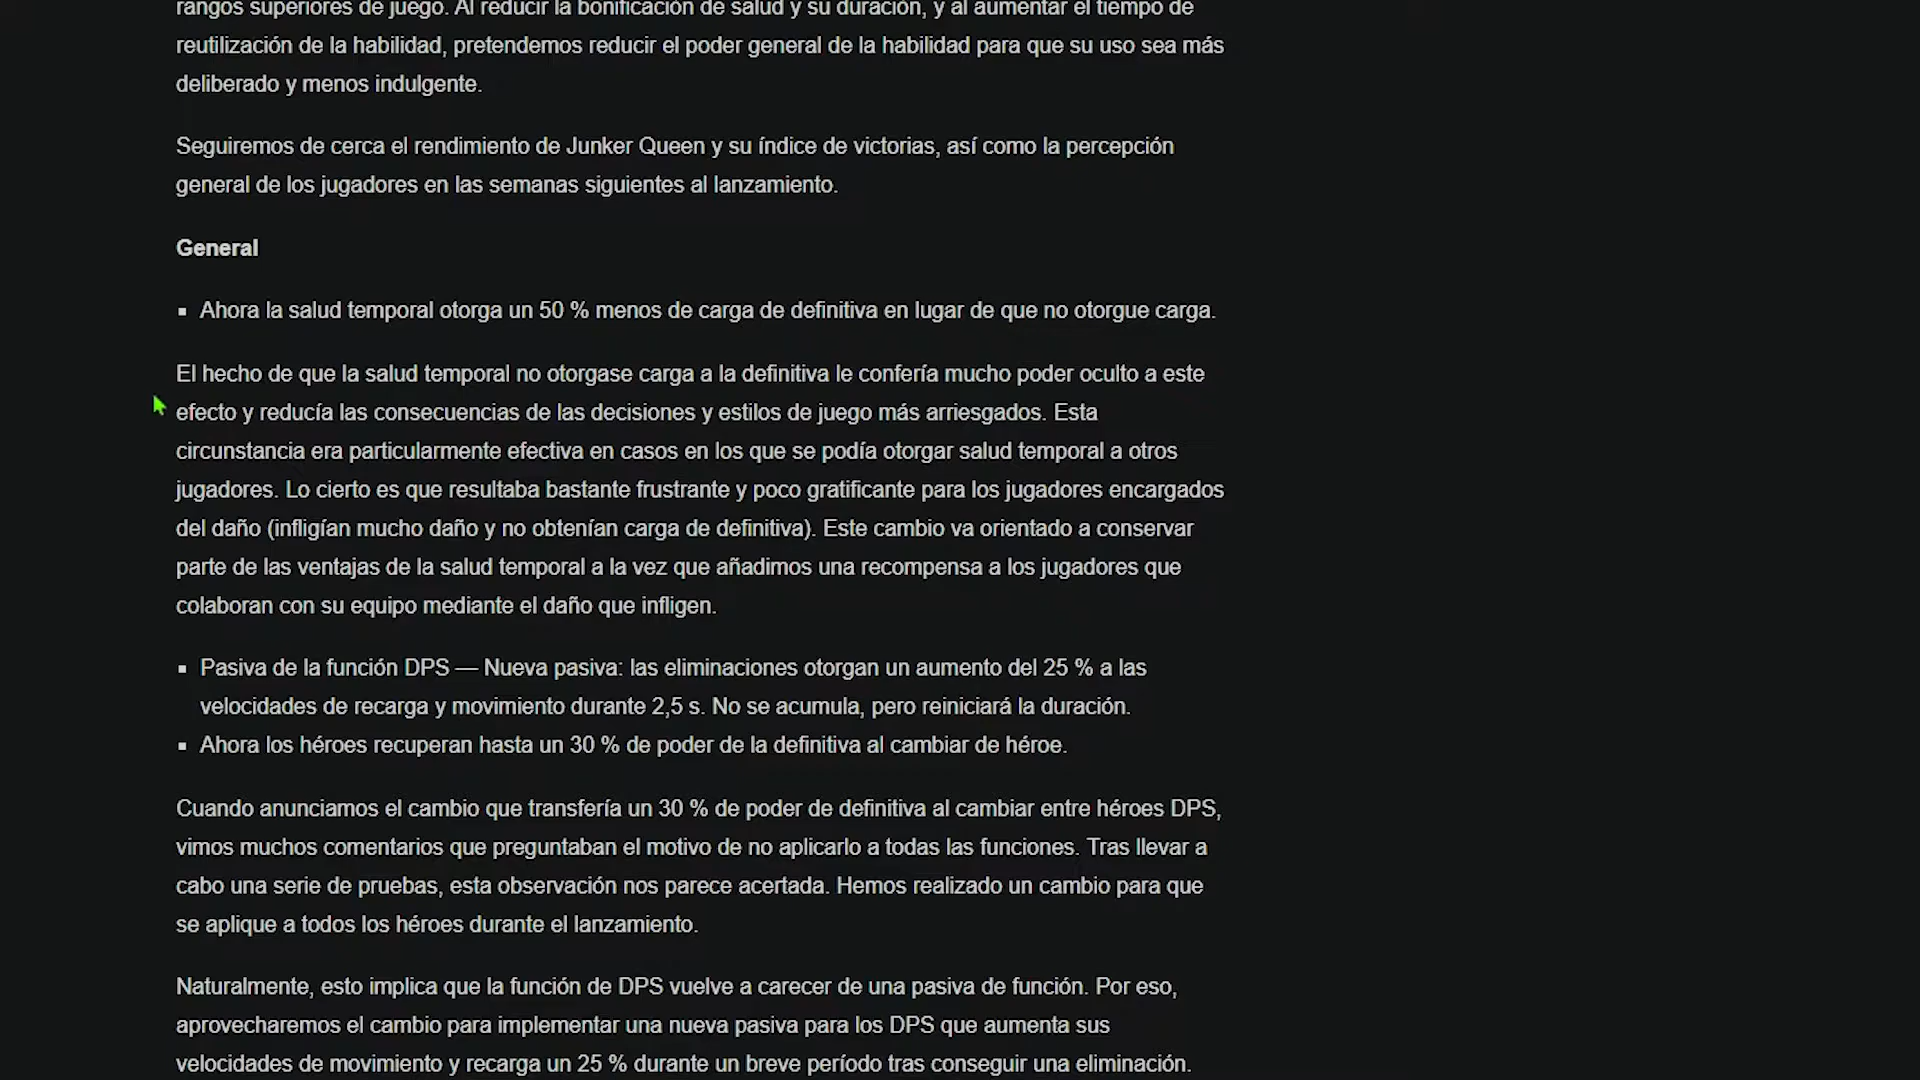 rangos superiores de juego. Al reducir la bonificación de salud y su duración, y al aumentar el tiempo de
reutilización de la habilidad, pretendemos reducir el poder general de la habilidad para que su uso sea más
deliberado y menos indulgente.
Seguiremos de cerca el rendimiento de Junker Queen y su índice de victorias, así como la percepción
general de los jugadores en las semanas siguientes al lanzamiento.
General
▪ Ahora la salud temporal otorga un 50 % menos de carga de definitiva en lugar de que no otorgue carga.
El hecho de que la salud temporal no otorgase carga a la definitiva le confería mucho poder oculto a este
efecto y reducía las consecuencias de las decisiones y estilos de juego más arriesgados. Esta
circunstancia era particularmente efectiva en casos en los que se podía otorgar salud temporal a otros
jugadores. Lo cierto es que resultaba bastante frustrante y poco gratificante para los jugadores encargados
del daño (infligían mucho daño y no obtenían carga de definitiva). Este cambio va orientado a conservar
parte de las ventajas de la salud temporal a la vez que añadimos una recompensa a los jugadores que
colaboran con su equipo mediante el daño que infligen.
▪ Pasiva de la función DPS — Nueva pasiva: las eliminaciones otorgan un aumento del 25 % a las
velocidades de recarga y movimiento durante 2,5 s. No se acumula, pero reiniciará la duración.
▪ Ahora los héroes recuperan hasta un 30 % de poder de la definitiva al cambiar de héroe.
Cuando anunciamos el cambio que transfería un 30 % de poder de definitiva al cambiar entre héroes DPS,
vimos muchos comentarios que preguntaban el motivo de no aplicarlo a todas las funciones. Tras llevar a
cabo una serie de pruebas, esta observación nos parece acertada. Hemos realizado un cambio para que
se aplique a todos los héroes durante el lanzamiento.
Naturalmente, esto implica que la función de DPS vuelve a carecer de una pasiva de función. Por eso,
aprovecharemos el cambio para implementar una nueva pasiva para los DPS que aumenta sus
velocidades de movimiento y recarga un 25 % durante un breve período tras conseguir una eliminación.